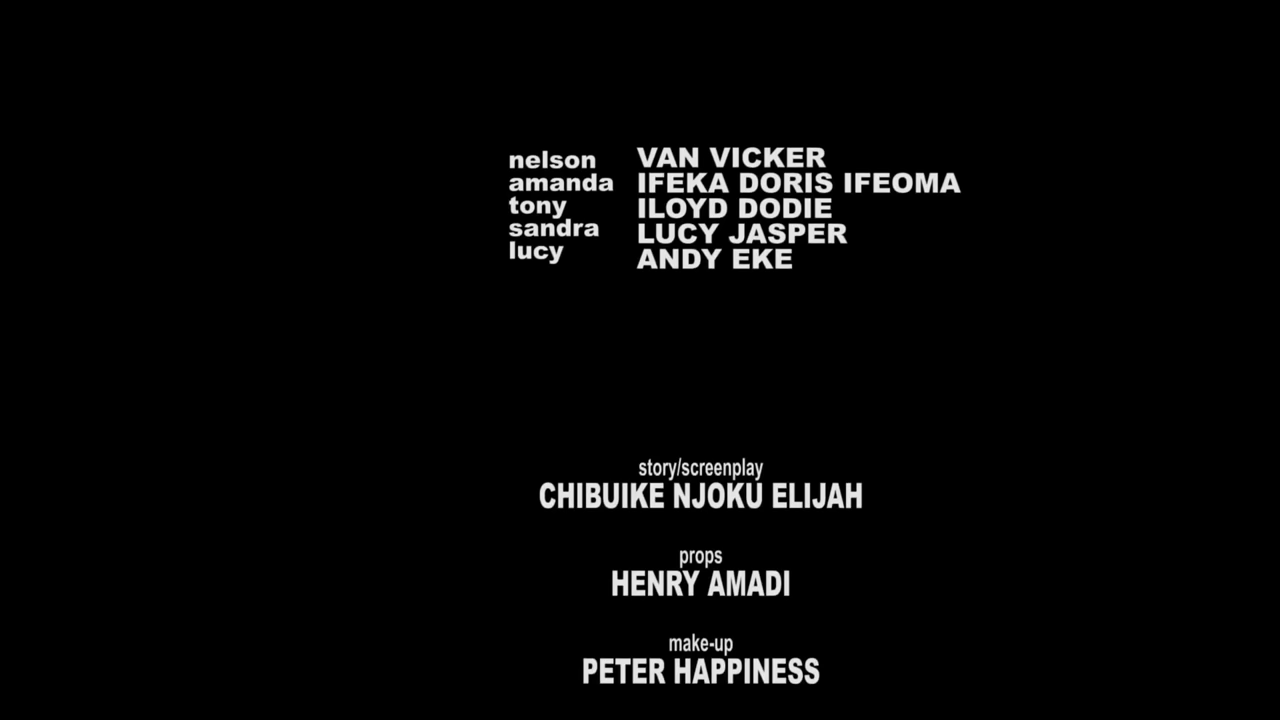 nelson VAN VICKER
amanda IFEKA DORIS IFEOMA
tony ILOYD DODIE
sandra LUCY JASPER
lucy ANDY EKE
story/screenplay
CHIBUIKE NJOKU ELIJAH
props
HENRY AMADI
make-up
PETER HAPPINESS